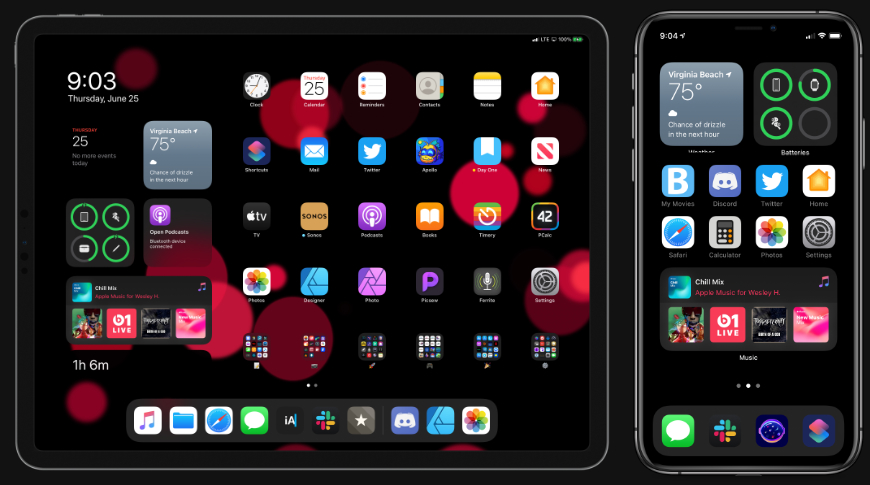 LTE 100%
9:03
Thursday, June 25
THURSDAY
25
No more events
today
Virginia Beach
75°
Chance of drizzle
in the next hour
Open Podcasts
Bluetooth device
connected
Chill Mix
Apple Music for Wesley H.
LIVE
1h 6m
Thursday
25
Clock
Calendar
Reminders
Contacts
Notes
Home
Shortcuts
Mail
Twitter
Apollo
Day One
News
tv
SONOS
42
TV
Sonos
Podcasts
Books
Timery
PCalc
Photos
Designer
Photo
Picsew
Ferrite
Settings
iA
9:04
Virginia Beach
75°
Chance of drizzle
in the next hour
Weather
Batteries
B
My Movies
Discord
Twitter
Home
Safari
Calculator
Photos
Settings
Chill Mix
Apple Music for Wesley H.
LIVE
Music